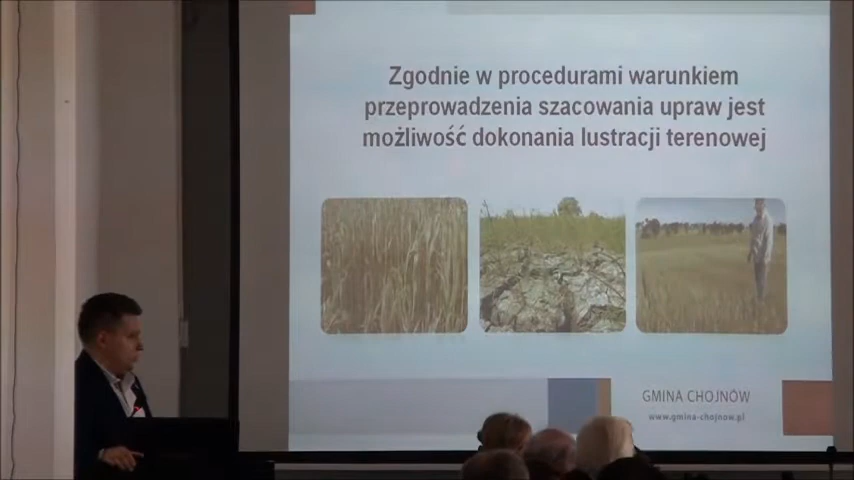 Zgodnie w procedurami warunkiem
przeprowadzenia szacowania upraw jest
możliwość dokonania lustracji terenowej
GMINA CHOJNÓW
www.gmina-chojnow.pl